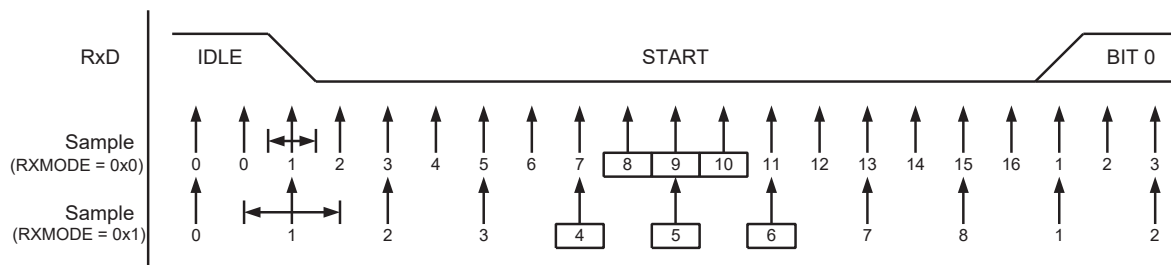 RxD IDLE START BIT 0
Sample
(RXMODE = 0x0) 0 0 1 2 3 4 5 6 7 8 9 10 11 12 13 14 15 16 1 2 3
Sample
(RXMODE = 0x1) 0 1 2 3 4 5 6 7 8 1 2